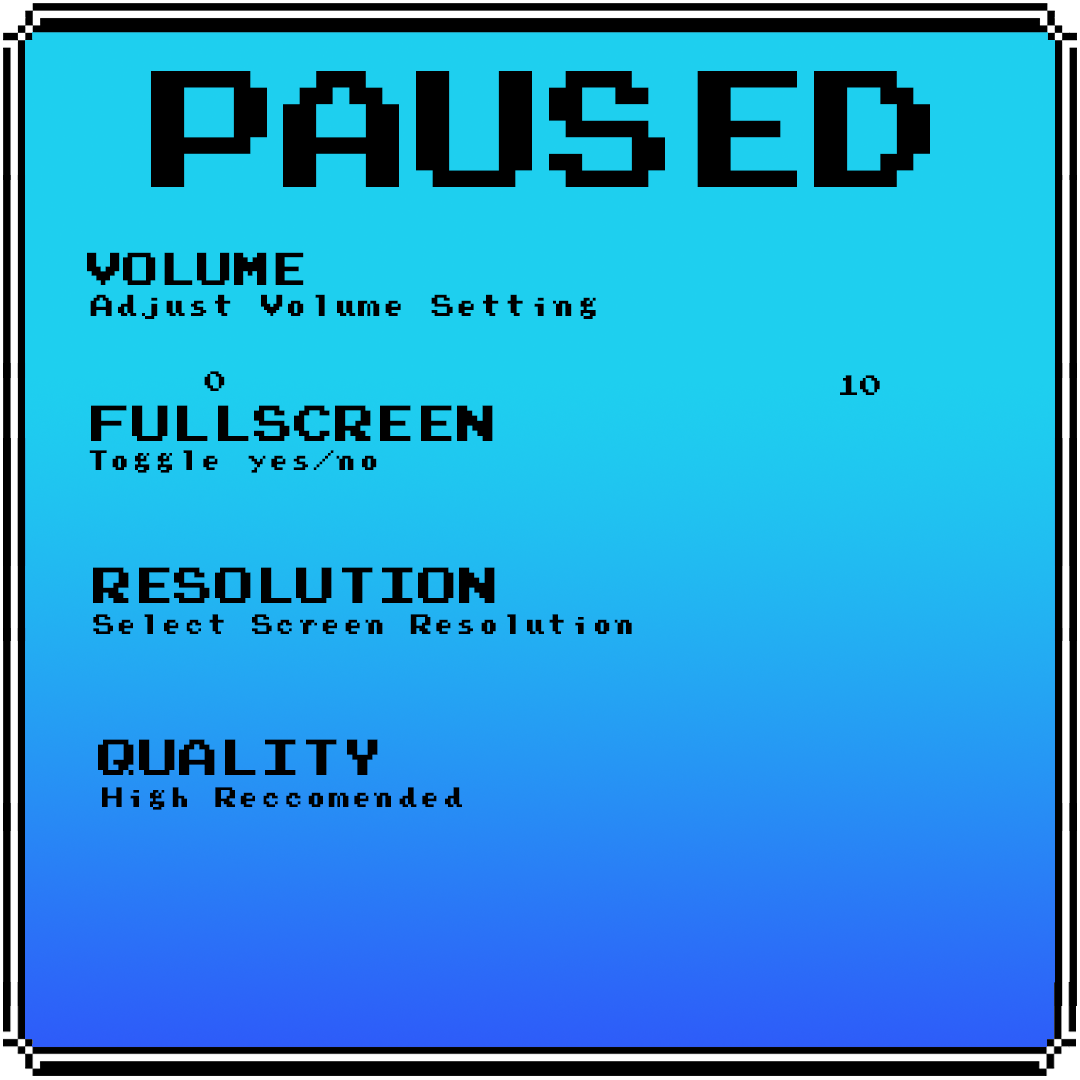 PAUSED
VOLUME
Adjust Volume Setting
0 10
FULLSCREEN
Toggle yes/no
RESOLUTION
Select Screen Resolution
QUALITY
High Reccomended